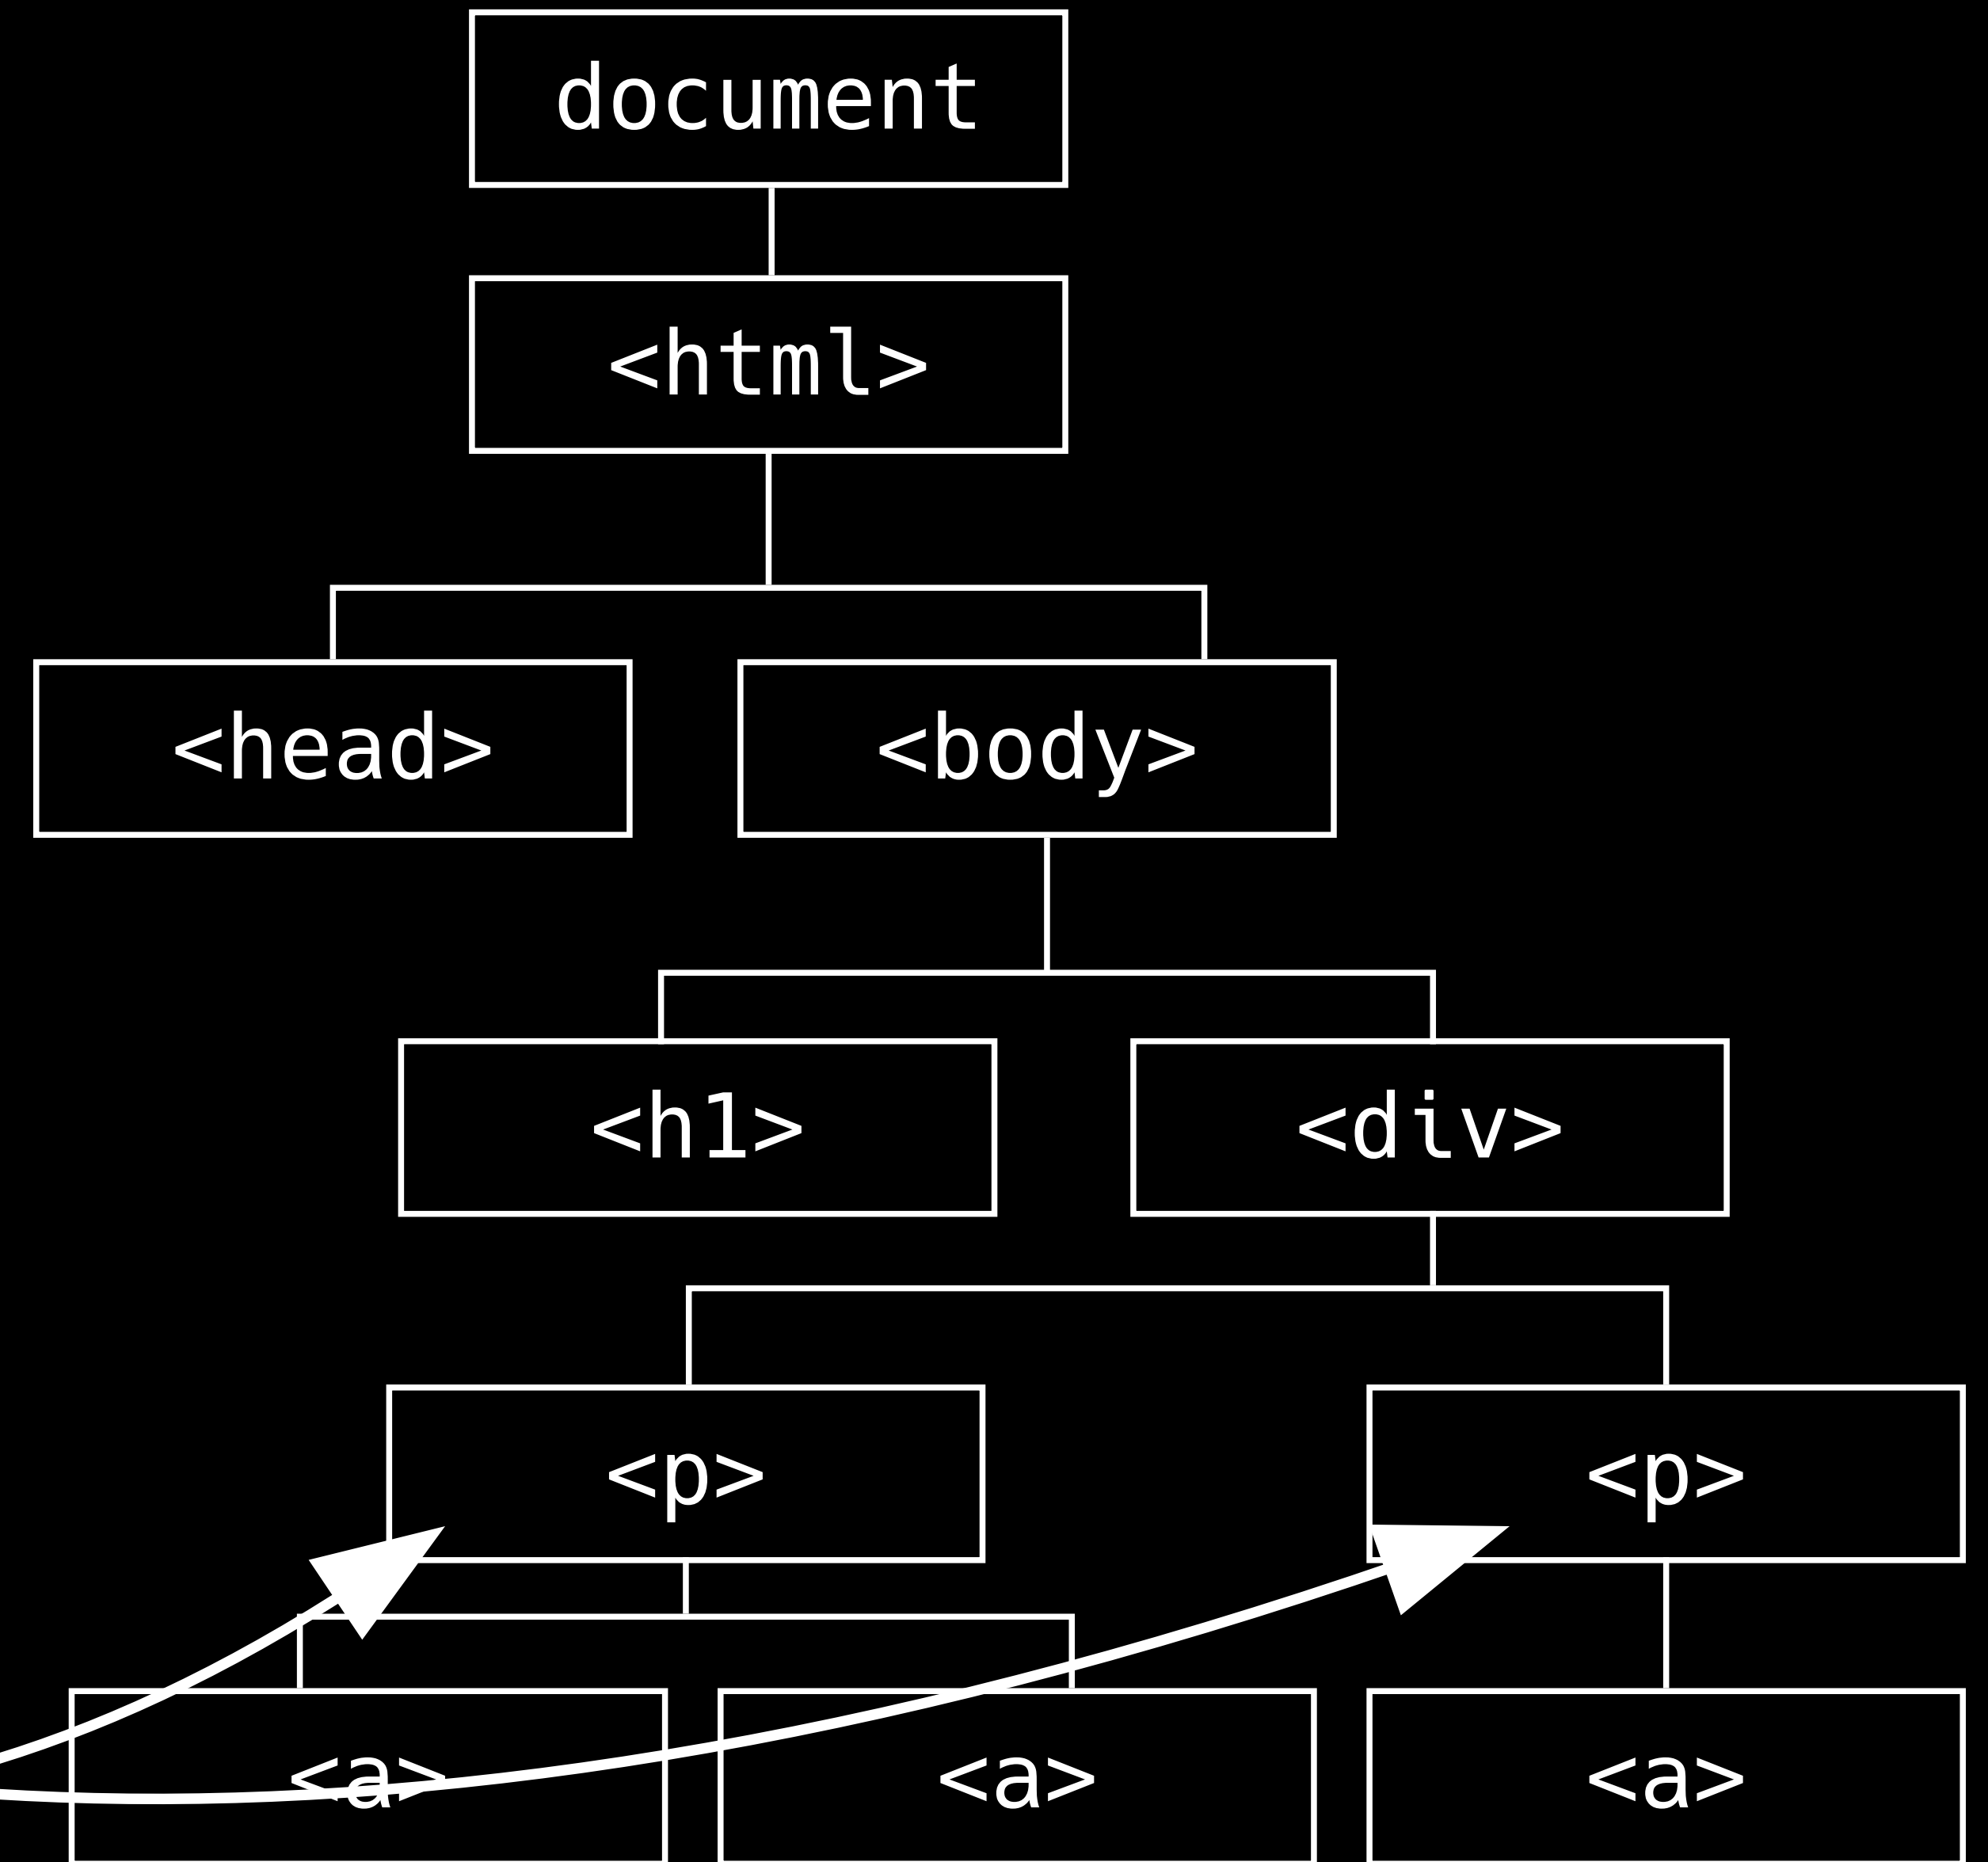 document
<html>
<head>
<body>
<h1>
<div>
<p>
<p>
<a>
<a>
<a>